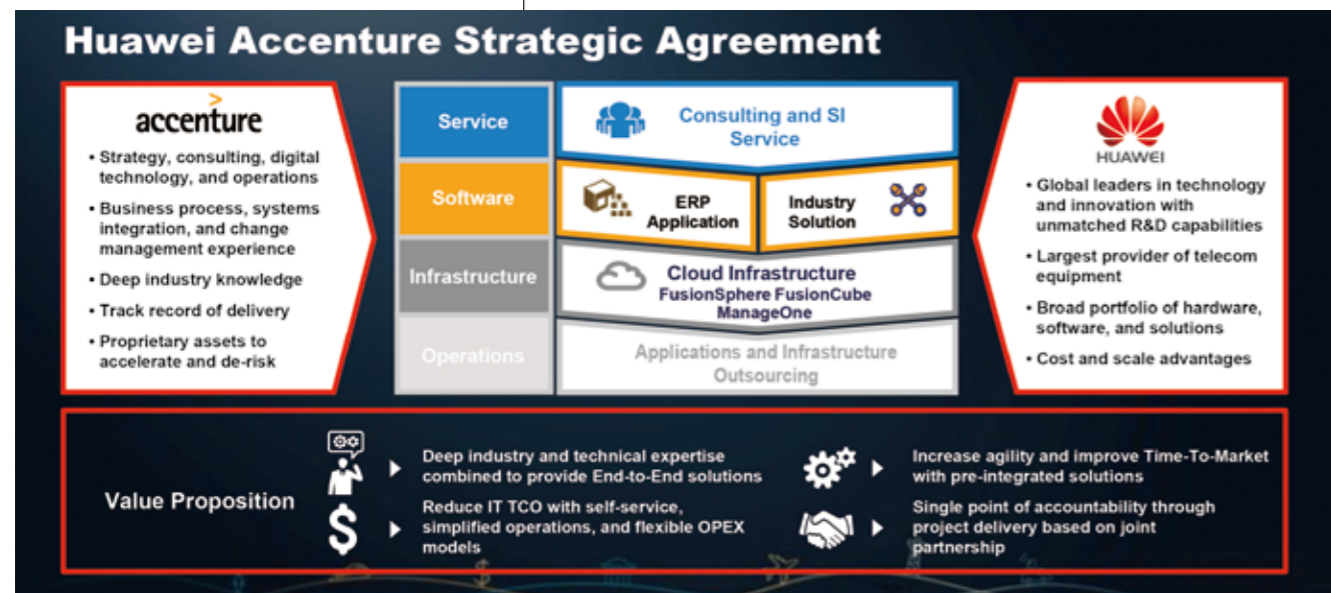 Huawei Accenture Strategic Agreement
accenture
• Strategy, consulting, digital
technology, and operations
• Business process, systems
integration, and change
management experience
• Deep industry knowledge
• Track record of delivery
• Proprietary assets to
accelerate and de-risk
Service
Consulting and SI
Service
Software
ERP
Application
Industry
Solution
Infrastructure
Cloud Infrastructure
FusionSphere FusionCube
ManageOne
Operations
Applications and Infrastructure
Outsourcing
HUAWEI
• Global leaders in technology
and innovation with
unmatched R&D capabilities
• Largest provider of telecom
equipment
• Broad portfolio of hardware,
software, and solutions
• Cost and scale advantages
Value Proposition
Deep industry and technical expertise
combined to provide End-to-End solutions
$
Reduce IT TCO with self-service,
simplified operations, and flexible OPEX
models
Increase agility and improve Time-To-Market
with pre-integrated solutions
Single point of accountability through
project delivery based on joint
partnership